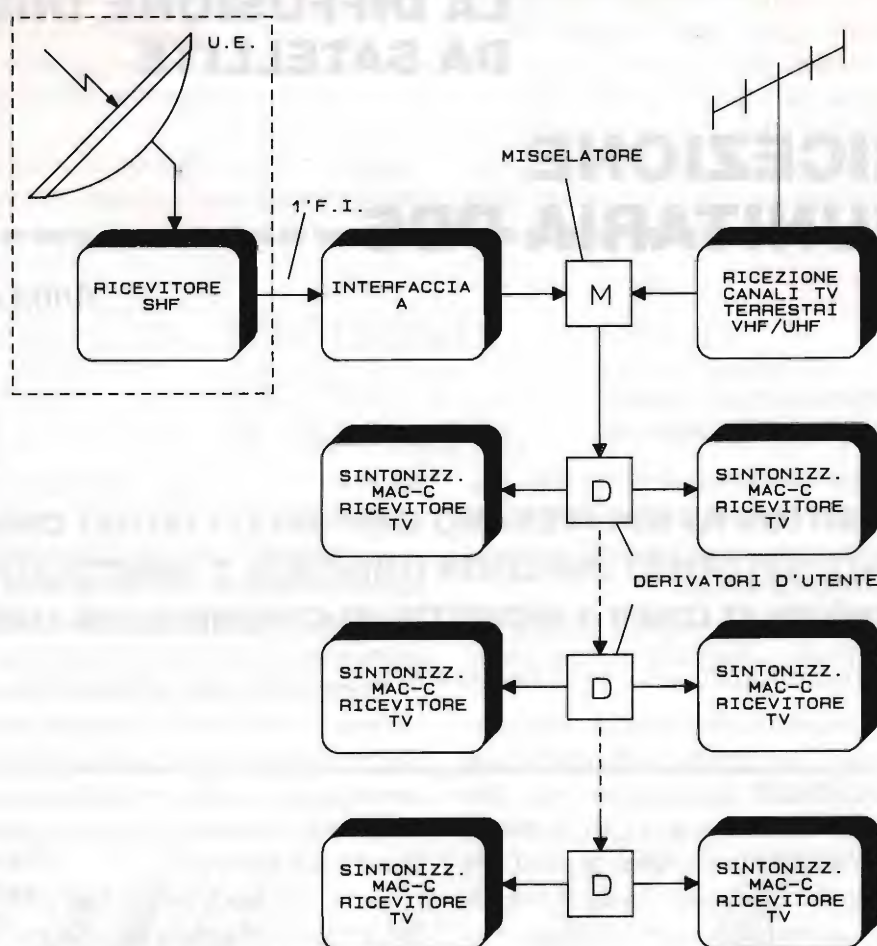 U.E.
MISCELATORE
1'F.I.
RICEVITORE
SHF
INTERFACCIA
A
M
RICEZIONE
CANALI TV
TERRESTRI
VHF/UHF
SINTONIZZ.
MAC-C
RICEVITORE
TV
D
SINTONIZZ.
MAC-C
RICEVITORE
TV
DERIVATORI D'UTENTE
SINTONIZZ.
MAC-C
RICEVITORE
TV
D
SINTONIZZ.
MAC-C
RICEVITORE
TV
SINTONIZZ.
MAC-C
RICEVITORE
TV
D
SINTONIZZ.
MAC-C
RICEVITORE
TV